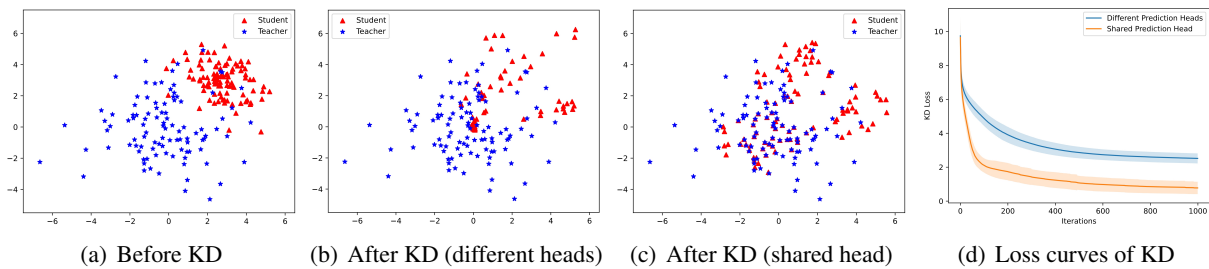 Student
Teacher
6
4
2
0
−2
−4
−6 −4 −2 0 2 4 6
(a) Before KD
Student
Teacher
6
4
2
0
−2
−4
−6 −4 −2 0 2 4 6
(b) After KD (different heads)
Student
Teacher
6
4
2
0
−2
−4
−6 −4 −2 0 2 4 6
(c) After KD (shared head)
Different Prediction Heads
Shared Prediction Head
KD Loss
10
8
6
4
2
0
0 200 400 600 800 1000
Iterations
(d) Loss curves of KD